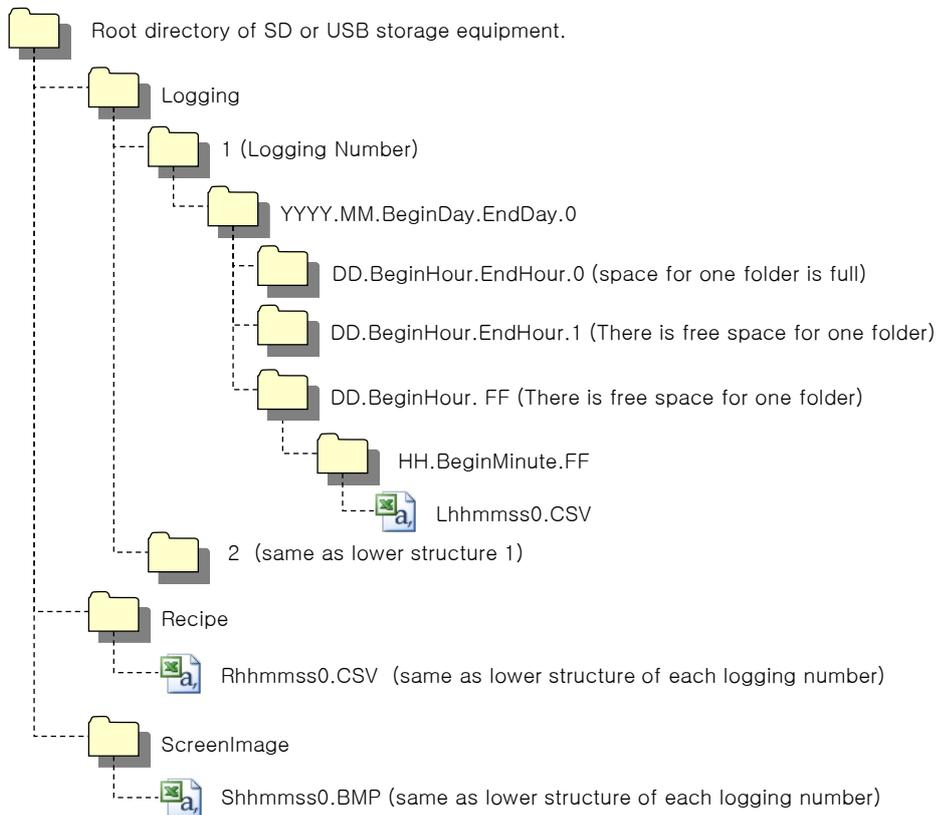 Root directory of SD or USB storage equipment.
Logging
1 (Logging Number)
YYYY.MM.BeginDay.EndDay.0
DD.BeginHour.EndHour.0 (space for one folder is full)
DD.BeginHour.EndHour.1 (There is free space for one folder)
DD.BeginHour. FF (There is free space for one folder)
HH.BeginMinute.FF
Lhhmmss0.CSV
2 (same as lower structure 1)
Recipe
Rhhmmss0.CSV (same as lower structure of each logging number)
ScreenImage
Shhmmss0.BMP (same as lower structure of each logging number)